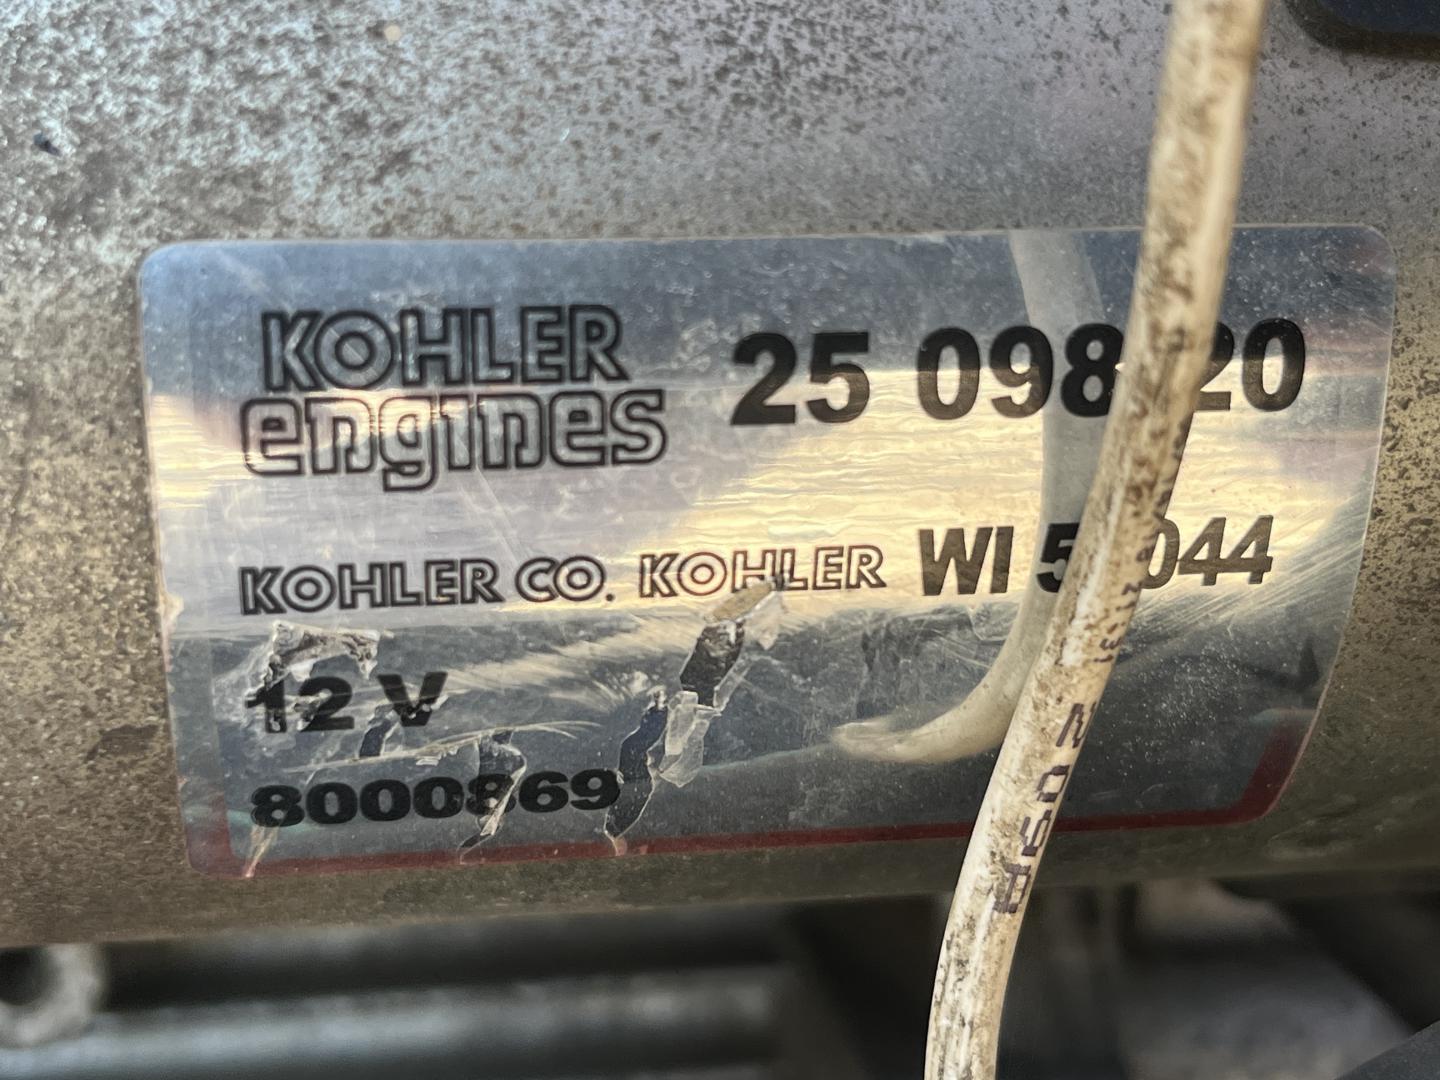 KOHLER
engines
25 098 20
KOHLER CO. KOHLER WI 5 044
12 V
8000869